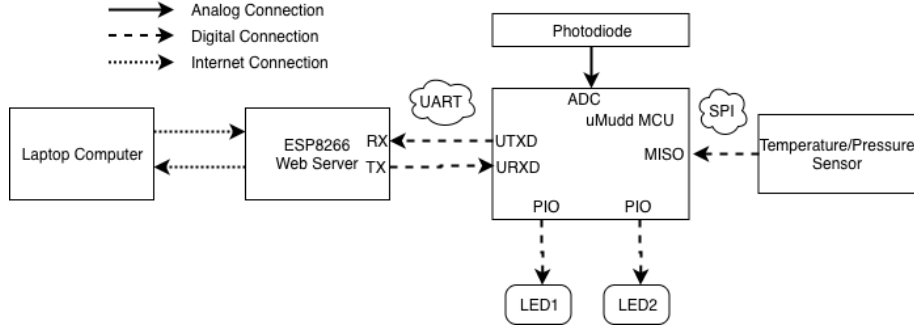 Analog Connection
Digital Connection
Internet Connection
Photodiode
UART
ADC
uMudd MCU
SPI
Laptop Computer
ESP8266
Web Server
RX
TX
UTXD
URXD
MISO
Temperature/Pressure
Sensor
PIO
PIO
LED1
LED2